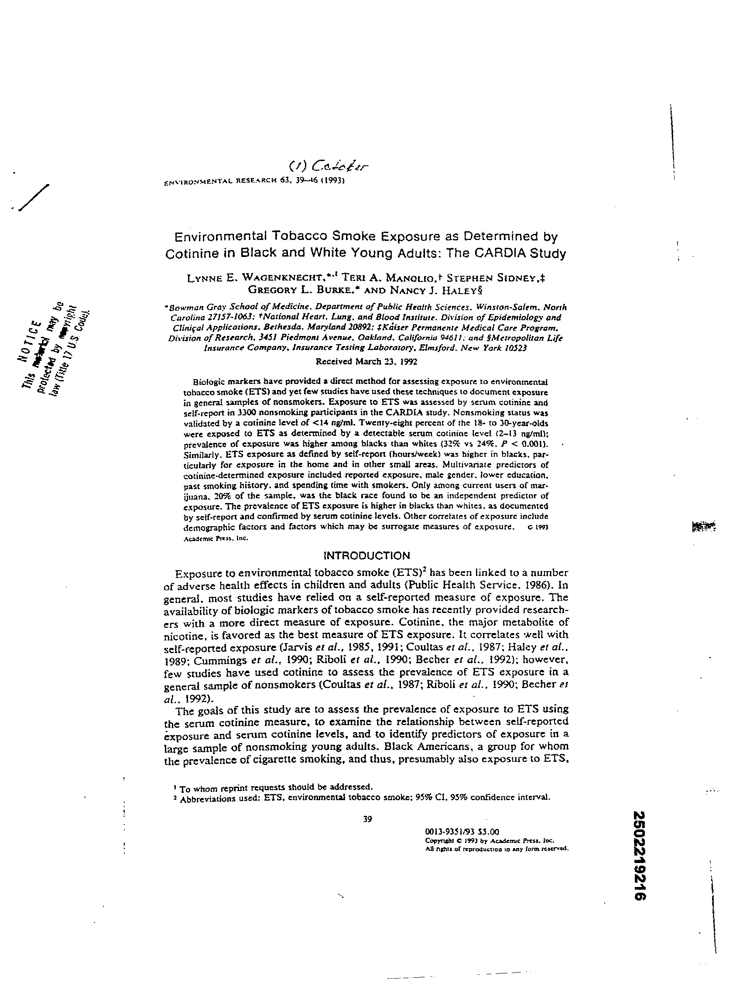 ENVIRONMENTAL RESEARCH 63, 39–46 (1993)
Environmental Tobacco Smoke Exposure as Determined by
Cotinine in Black and White Young Adults: The CARDIA Study
LYNNE E. WAGENKNECHT,*,¹ TERI A. MANOLIO,† STEPHEN SIDNEY,‡
GREGORY L. BURKE,* AND NANCY J. HALEY§
*Bowman Gray School of Medicine, Department of Public Health Sciences, Winston-Salem, North
Carolina 27157-1063; †National Heart, Lung, and Blood Institute, Division of Epidemiology and
Clinical Applications, Bethesda, Maryland 20892; ‡Kaiser Permanente Medical Care Program,
Division of Research, 3451 Piedmont Avenue, Oakland, California 94611; and §Metropolitan Life
Insurance Company, Insurance Testing Laboratory, Elmsford, New York 10523
Received March 23, 1992
Biologic markers have provided a direct method for assessing exposure to environmental
tobacco smoke (ETS) and yet few studies have used these techniques to document exposure
in general samples of nonsmokers. Exposure to ETS was assessed by serum cotinine and
self-report in 3300 nonsmoking participants in the CARDIA study. Nonsmoking status was
validated by a cotinine level of <14 ng/ml. Twenty-eight percent of the 18- to 30-year-olds
were exposed to ETS as determined by a detectable serum cotinine level (2–13 ng/ml);
prevalence of exposure was higher among blacks than whites (32% vs 24%, P < 0.001).
Similarly, ETS exposure as defined by self-report (hours/week) was higher in blacks, par-
ticularly for exposure in the home and in other small areas. Multivariate predictors of
cotinine-determined exposure included reported exposure, male gender, lower education,
past smoking history, and spending time with smokers. Only among current users of mar-
ijuana, 20% of the sample, was the black race found to be an independent predictor of
exposure. The prevalence of ETS exposure is higher in blacks than whites, as documented
by self-report and confirmed by serum cotinine levels. Other correlates of exposure include
demographic factors and factors which may be surrogate measures of exposure. © 1993
Academic Press, Inc.
INTRODUCTION
Exposure to environmental tobacco smoke (ETS)² has been linked to a number
of adverse health effects in children and adults (Public Health Service, 1986). In
general, most studies have relied on a self-reported measure of exposure. The
availability of biologic markers of tobacco smoke has recently provided research-
ers with a more direct measure of exposure. Cotinine, the major metabolite of
nicotine, is favored as the best measure of ETS exposure. It correlates well with
self-reported exposure (Jarvis et al., 1985, 1991; Coultas et al., 1987; Haley et al.,
1989; Cummings et al., 1990; Riboli et al., 1990; Becher et al., 1992); however,
few studies have used cotinine to assess the prevalence of ETS exposure in a
general sample of nonsmokers (Coultas et al., 1987; Riboli et al., 1990; Becher et
al., 1992).
The goals of this study are to assess the prevalence of exposure to ETS using
the serum cotinine measure, to examine the relationship between self-reported
exposure and serum cotinine levels, and to identify predictors of exposure in a
large sample of nonsmoking young adults. Black Americans, a group for whom
the prevalence of cigarette smoking, and thus, presumably also exposure to ETS,
¹ To whom reprint requests should be addressed.
² Abbreviations used: ETS, environmental tobacco smoke; 95% CI, 95% confidence interval.
39
0013-9351/93 $5.00
Copyright © 1993 by Academic Press, Inc.
All rights of reproduction in any form reserved.
NOTICE
This material may be
protected by copyright
law (Title 17 US Code).
2502219216